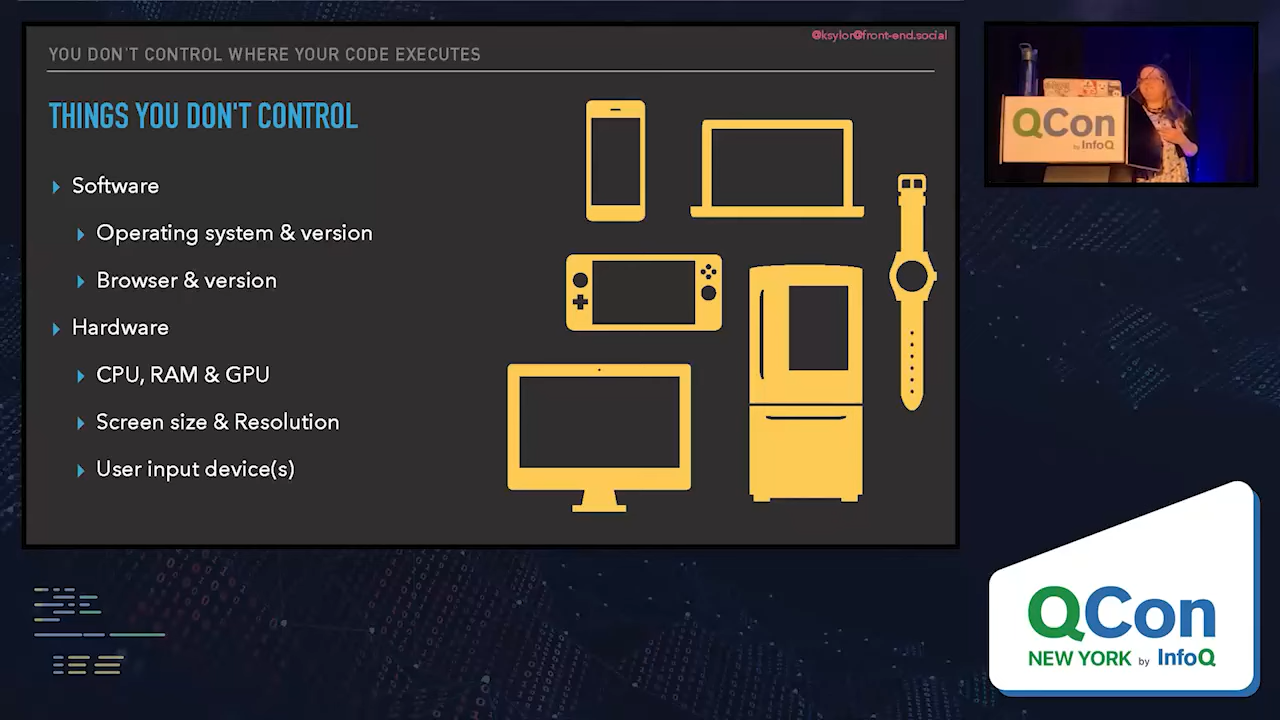 @ksylor@front-end.social
YOU DON'T CONTROL WHERE YOUR CODE EXECUTES
THINGS YOU DON'T CONTROL
Software
Operating system & version
Browser & version
Hardware
CPU, RAM & GPU
Screen size & Resolution
User input device(s)
QCon
by InfoQ
QCon
NEW YORK by InfoQ